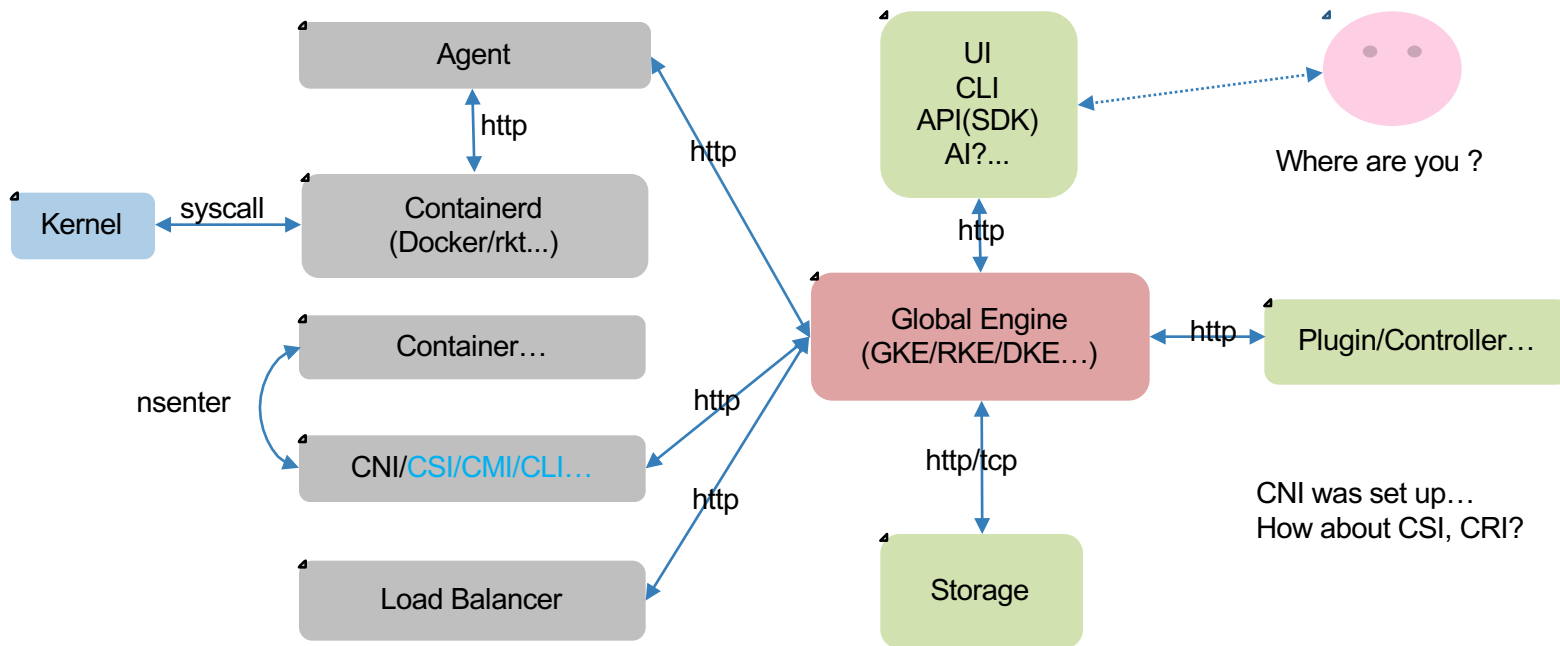 Agent
http
Kernel
syscall
Containerd
(Docker/rkt...)
Container…
nsenter
CNI/CSI/CMI/CLI…
Load Balancer
http
http
http
UI
CLI
API(SDK)
AI?...
http
Where are you ?
Global Engine
(GKE/RKE/DKE…)
http
Plugin/Controller…
http/tcp
Storage
CNI was set up…
How about CSI, CRI?